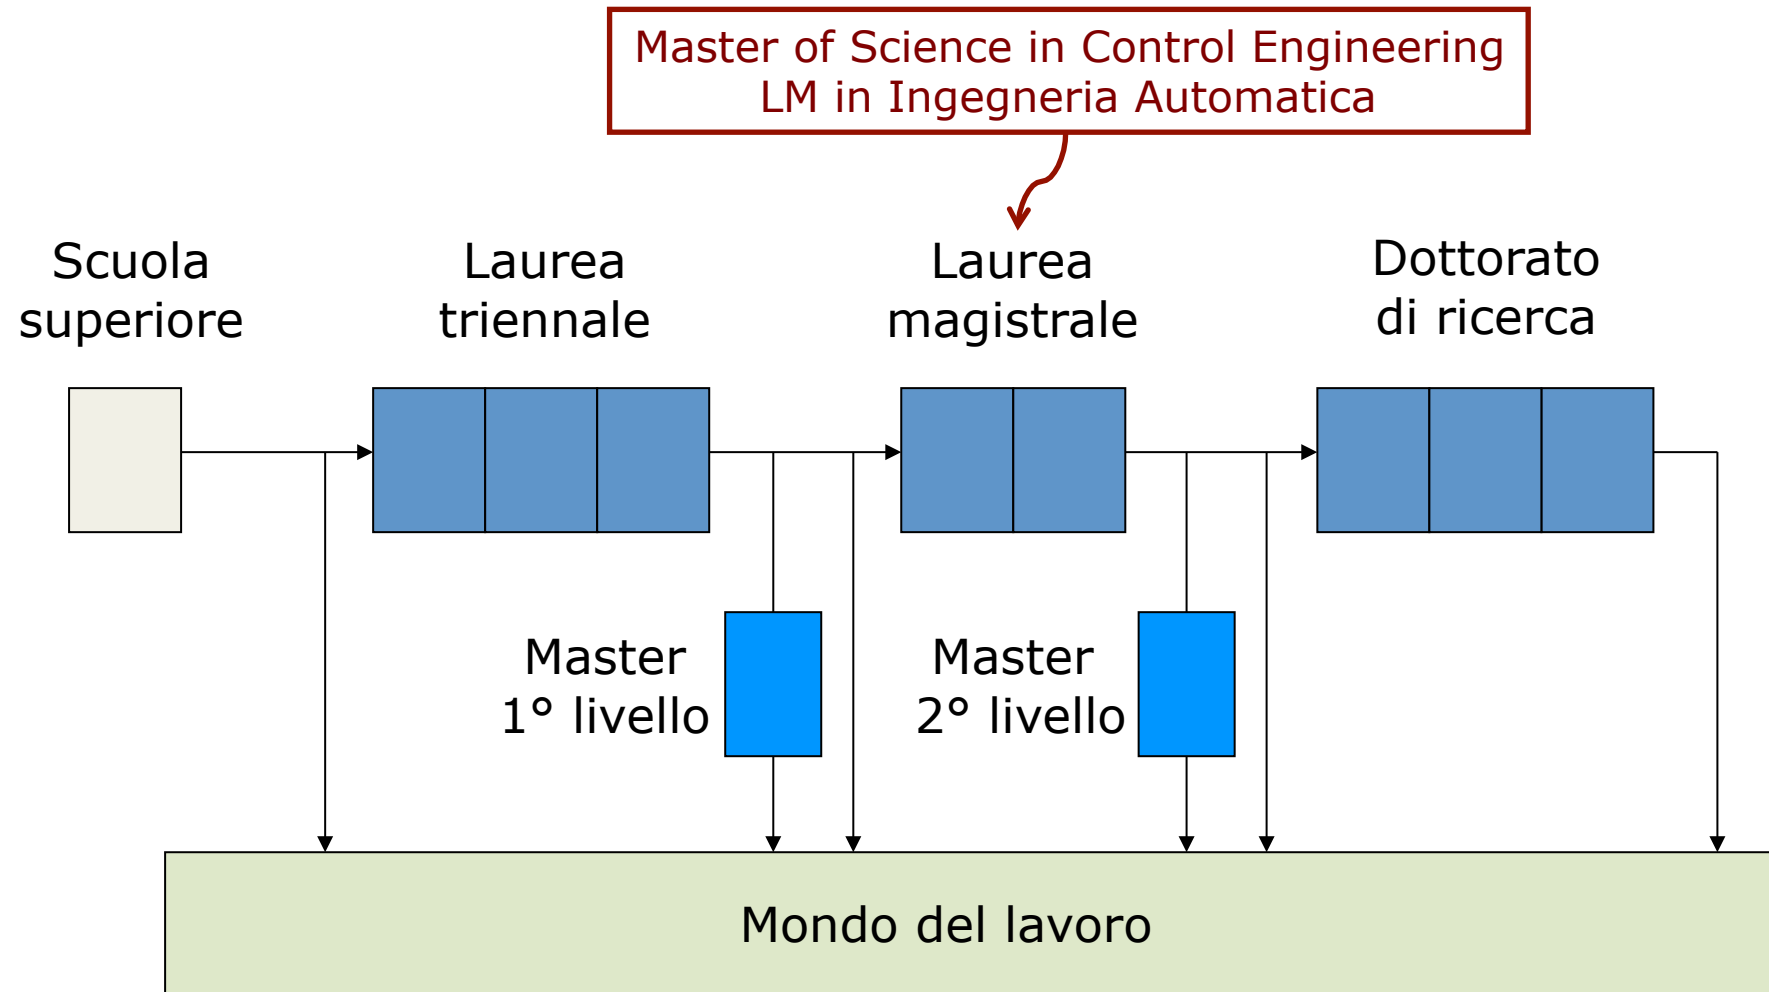 Master of Science in Control Engineering
LM in Ingegneria Automatica
Scuola
superiore
Laurea
triennale
Laurea
magistrale
Dottorato
di ricerca
Master
1° livello
Master
2° livello
Mondo del lavoro